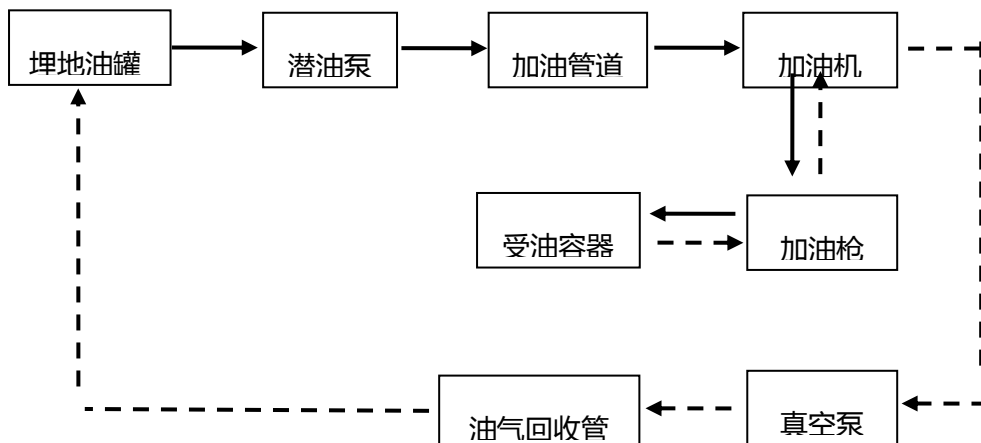 埋地油罐
潜油泵
加油管道
加油机
受油容器
加油枪
油气回收管
真空泵